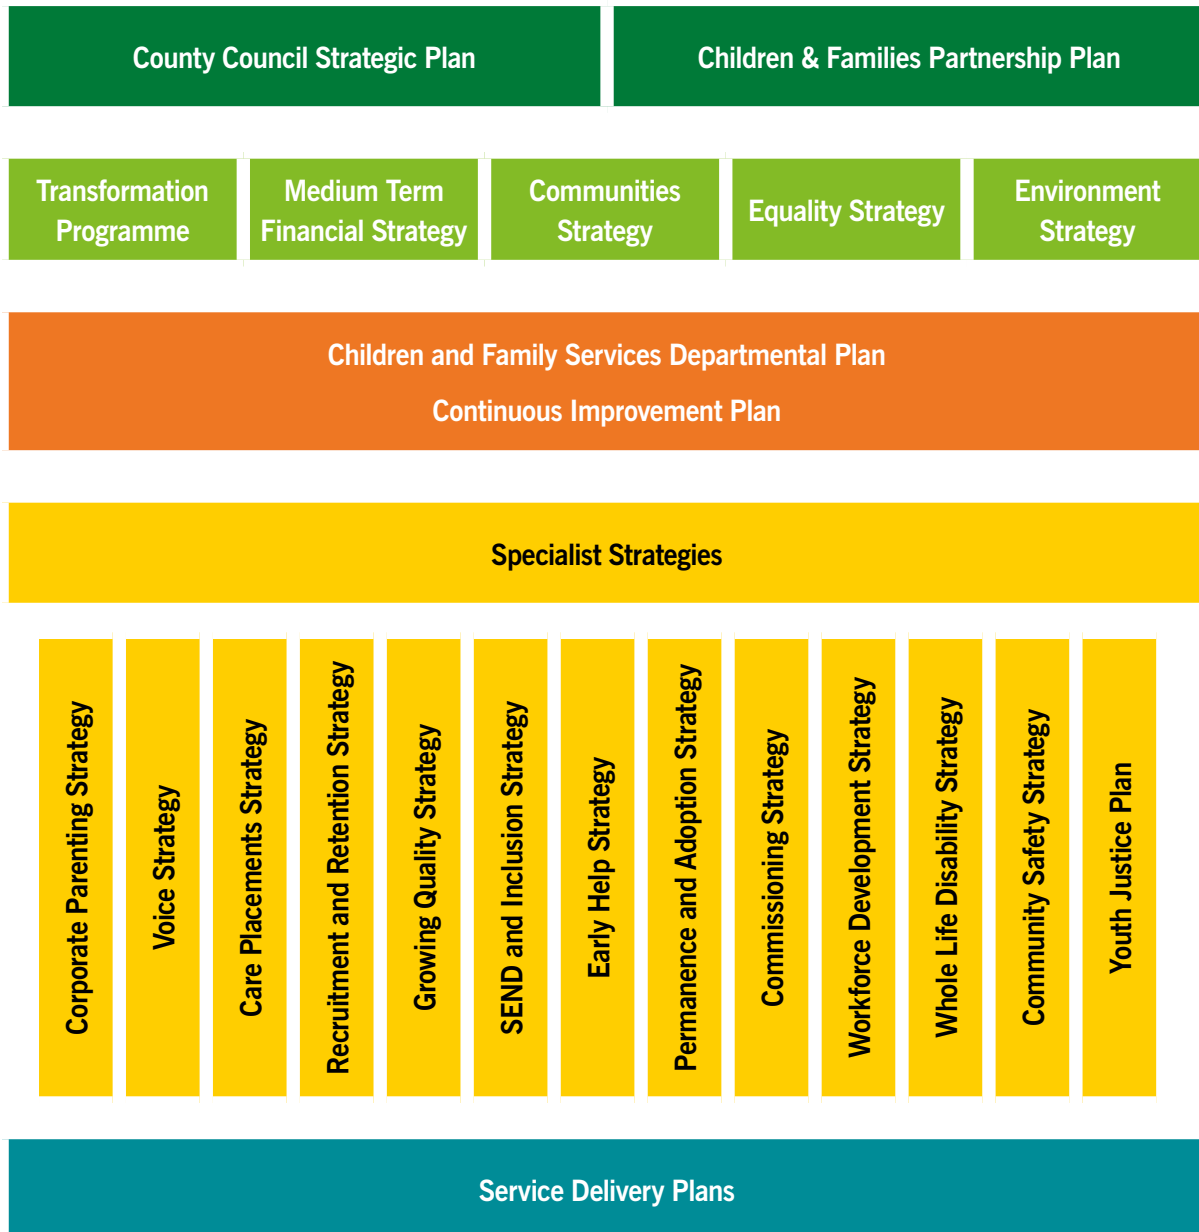 County Council Strategic Plan
Children & Families Partnership Plan
Transformation
Programme
Medium Term
Financial Strategy
Communities
Strategy
Equality Strategy
Environment
Strategy
Children and Family Services Departmental Plan
Continuous Improvement Plan
Specialist Strategies
Corporate Parenting Strategy
Voice Strategy
Care Placements Strategy
Recruitment and Retention Strategy
Growing Quality Strategy
SEND and Inclusion Strategy
Early Help Strategy
Permanence and Adoption Strategy
Commissioning Strategy
Workforce Development Strategy
Whole Life Disability Strategy
Community Safety Strategy
Youth Justice Plan
Service Delivery Plans